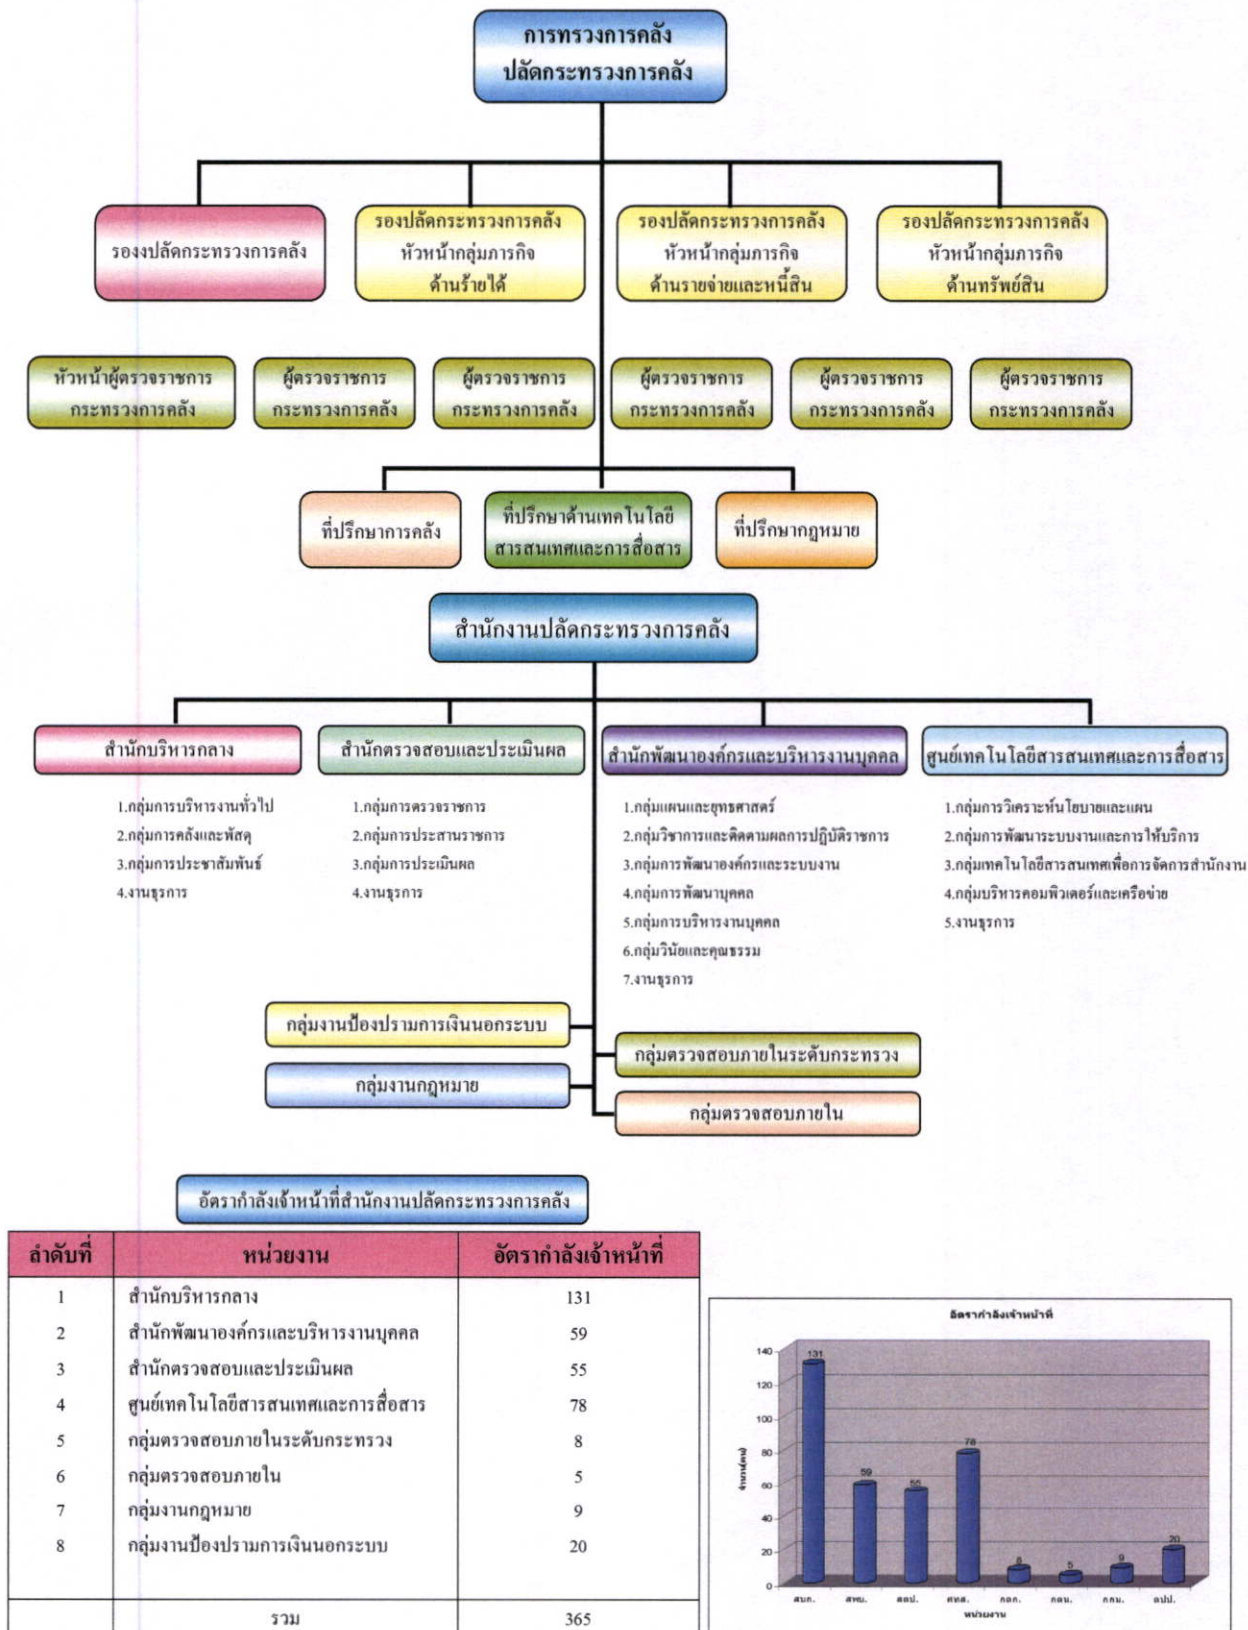 การทรวงการคลัง
ปลัดกระทรวงการคลัง
รองงปลัดกระทรวงการคลัง
รองปลัดกระทรวงการคลัง
หัวหน้ากลุ่มภารกิจ
ด้านร้ายได้
รองปลัดกระทรวงการคลัง
หัวหน้ากลุ่มภารกิจ
ด้านรายจ่ายและหนี้สิน
รองปลัดกระทรวงการคลัง
หัวหน้ากลุ่มภารกิจ
ด้านทรัพย์สิน
หัวหน้าผู้ตรวจราชการ
กระทรวงการคลัง
ผู้ตรวจราชการ
กระทรวงการคลัง
ผู้ตรวจราชการ
กระทรวงการคลัง
ผู้ตรวจราชการ
กระทรวงการคลัง
ผู้ตรวจราชการ
กระทรวงการคลัง
ผู้ตรวจราชการ
กระทรวงการคลัง
ที่ปรึกษาการคลัง
ที่ปรึกษาด้านเทคโนโลยี
สารสนเทศและการสื่อสาร
ที่ปรึกษากฎหมาย
สำนักงานปลัดกระทรวงการคลัง
สำนักบริหารกลาง
1.กลุ่มการบริหารงานทั่วไป
2.กลุ่มการคลังและพัสดุ
3.กลุ่มการประชาสัมพันธ์
4.งานธุรการ
สำนักตรวจสอบและประเมินผล
1.กลุ่มการตรวจราชการ
2.กลุ่มการประสานราชการ
3.กลุ่มการประเมินผล
4.งานธุรการ
สำนักพัฒนาองค์กรและบริหารงานบุคคล
1.กลุ่มแผนและยุทธศาสตร์
2.กลุ่มวิชาการและติดตามผลการปฏิบัติราชการ
3.กลุ่มการพัฒนาองค์กรและระบบงาน
4.กลุ่มการพัฒนาบุคคล
5.กลุ่มการบริหารงานบุคคล
6.กลุ่มวินัยและคุณธรรม
7.งานธุรการ
ศูนย์เทคโนโลยีสารสนเทศและการสื่อสาร
1.กลุ่มการวิเคราะห์นโยบายและแผน
2.กลุ่มการพัฒนาระบบงานและการให้บริการ
3.กลุ่มเทคโนโลยีสารสนเทศเพื่อการจัดการสำนักงาน
4.กลุ่มบริหารคอมพิวเตอร์และเครือข่าย
5.งานธุรการ
กลุ่มงานป้องปรามการเงินนอกระบบ
กลุ่มตรวจสอบภายในระดับกระทรวง
กลุ่มงานกฎหมาย
กลุ่มตรวจสอบภายใน
อัตรากำลังเจ้าหน้าที่สำนักงานปลัดกระทรวงการคลัง
ลำดับที่ หน่วยงาน อัตรากำลังเจ้าหน้าที่
1 สำนักบริหารกลาง 131
2 สำนักพัฒนาองค์กรและบริหารงานบุคคล 59
3 สำนักตรวจสอบและประเมินผล 55
4 ศูนย์เทคโนโลยีสารสนเทศและการสื่อสาร 78
5 กลุ่มตรวจสอบภายในระดับกระทรวง 8
6 กลุ่มตรวจสอบภายใน 5
7 กลุ่มงานกฎหมาย 9
8 กลุ่มงานป้องปรามการเงินนอกระบบ 20
รวม 365
อัตรากำลังเจ้าหน้าที่
จำนวน(คน)
140
120
100
80
60
40
20
0
131 59 55 78 8 5 9 20
สบก. สพบ. สตป. ศทส. กตก. กตน. กกม. ตปป.
หน่วยงาน